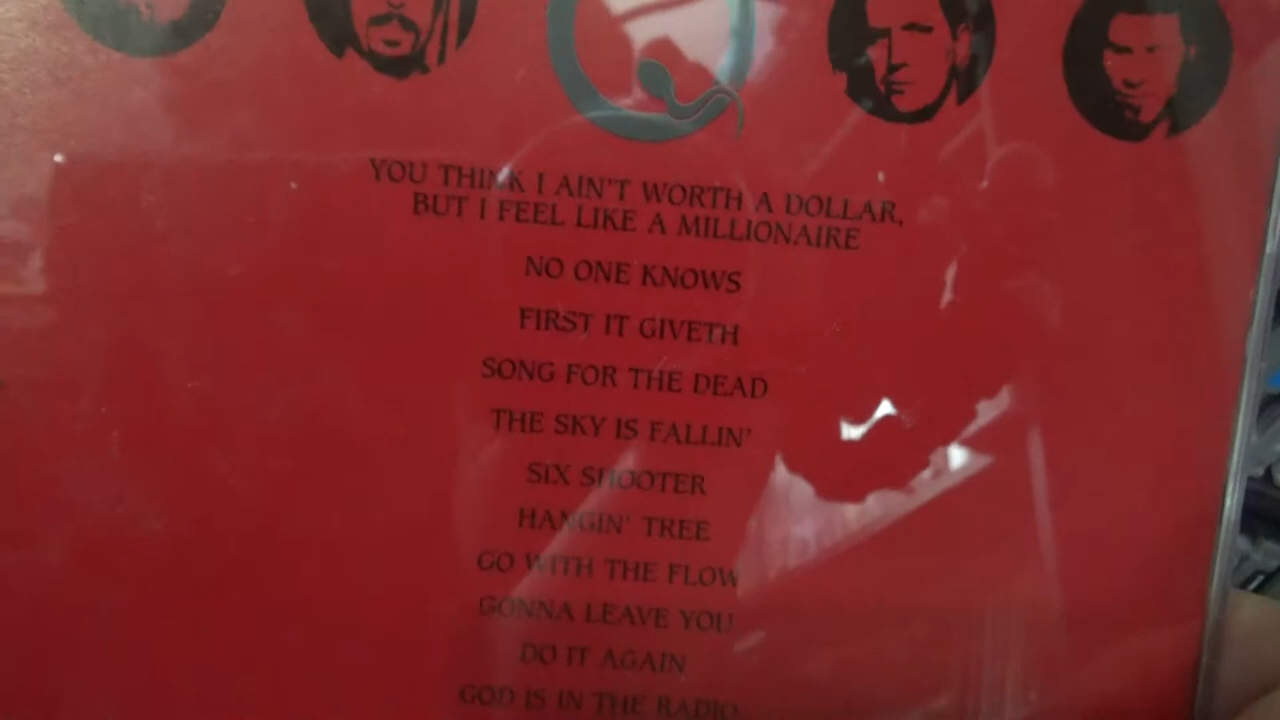 YOU THINK I AIN'T WORTH A DOLLAR,
BUT I FEEL LIKE A MILLIONAIRE
NO ONE KNOWS
FIRST IT GIVETH
SONG FOR THE DEAD
THE SKY IS FALLIN'
SIX SHOOTER
HANGIN' TREE
GO WITH THE FLOW
GONNA LEAVE YOU
DO IT AGAIN
GOD IS IN THE RADIO